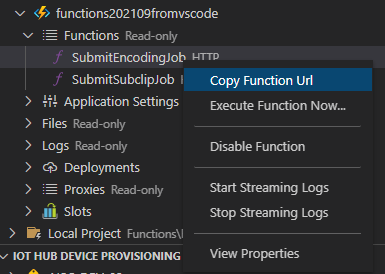 functions202109fromvscode
Functions Read-only
SubmitEncodingJob HTTP
SubmitSubclipJob
Copy Function Url
Execute Function Now...
Application Settings
Disable Function
Files Read-only
Logs Read-only
Deployments
Start Streaming Logs
Proxies Read-only
Stop Streaming Logs
Slots
Local Project Functions\
View Properties
IOT HUB DEVICE PROVISIONING